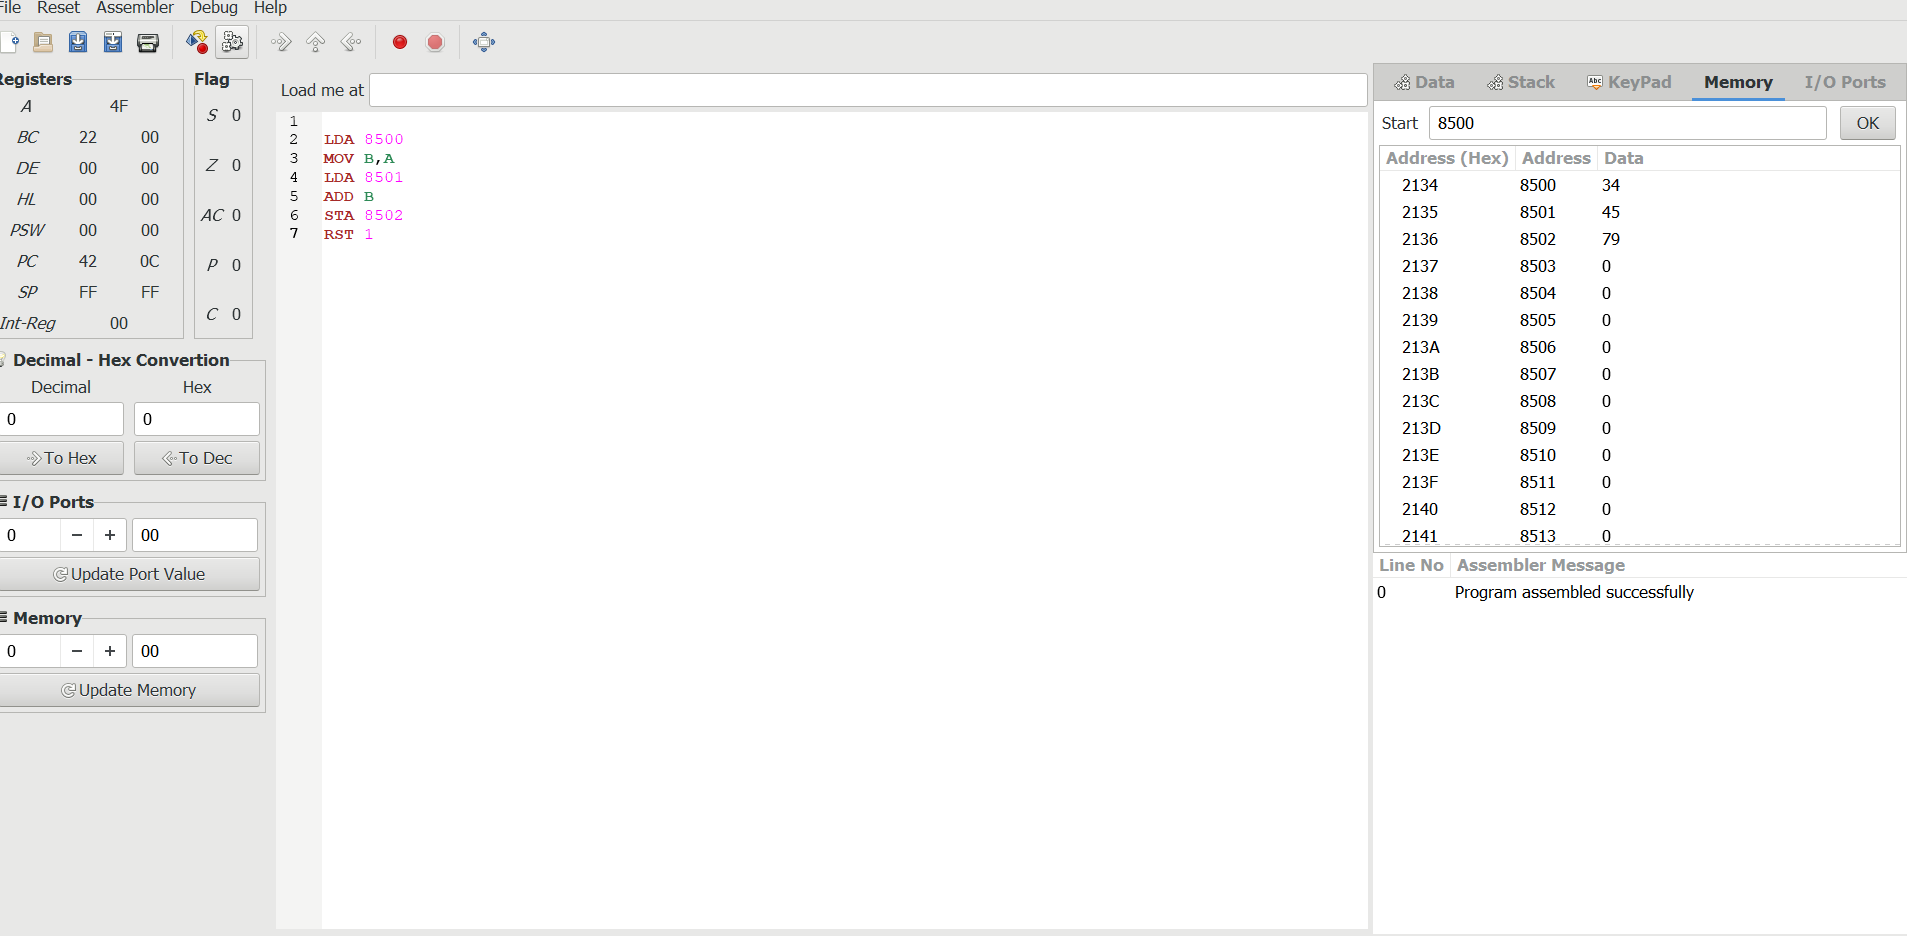 File Reset Assembler Debug Help
Registers
A 4F
BC 22 00
DE 00 00
HL 00 00
PSW 00 00
PC 42 0C
SP FF FF
Int-Reg 00
Flag
S 0
Z 0
AC 0
P 0
C 0
Decimal - Hex Convertion
Decimal Hex
0 0
To Hex To Dec
I/O Ports
0 − + 00
Update Port Value
Memory
0 − + 00
Update Memory
Load me at
1
2 LDA 8500
3 MOV B,A
4 LDA 8501
5 ADD B
6 STA 8502
7 RST 1
Data Stack Abc KeyPad Memory I/O Ports
Start 8500 OK
Address (Hex) Address Data
2134 8500 34
2135 8501 45
2136 8502 79
2137 8503 0
2138 8504 0
2139 8505 0
213A 8506 0
213B 8507 0
213C 8508 0
213D 8509 0
213E 8510 0
213F 8511 0
2140 8512 0
2141 8513 0
Line No Assembler Message
0 Program assembled successfully